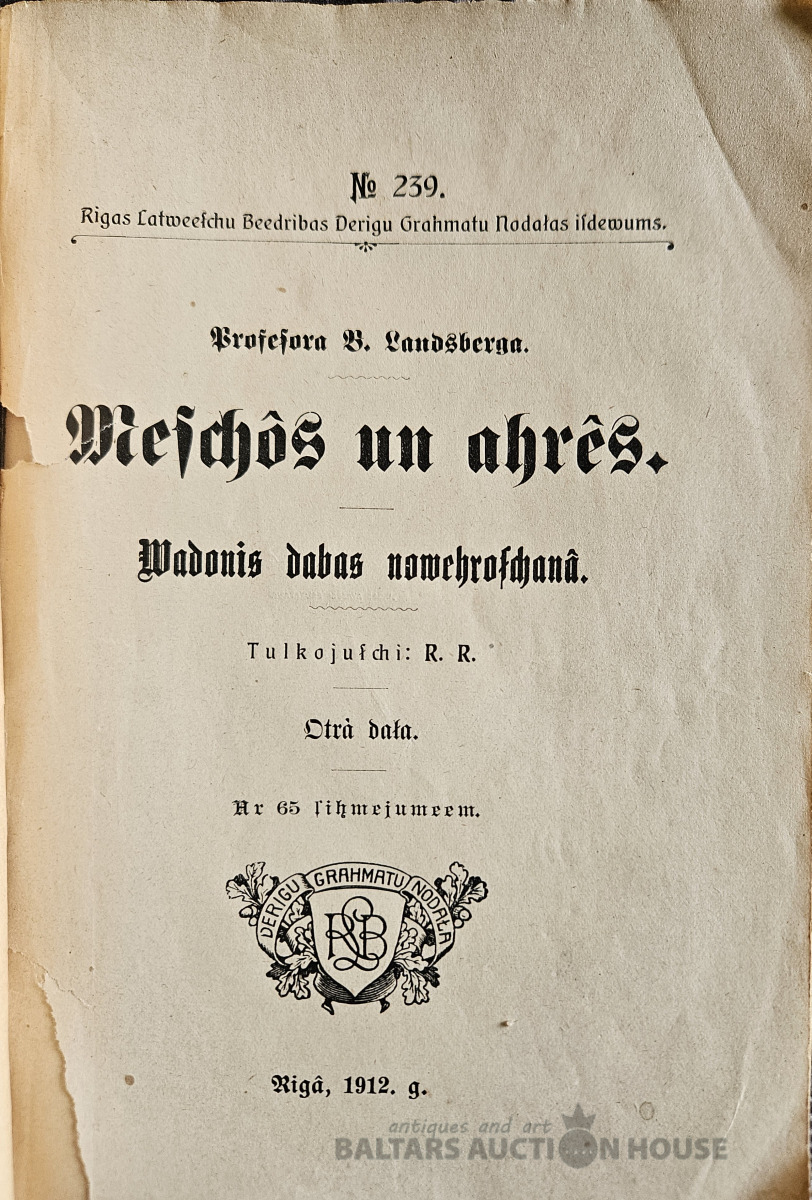 № 239.
Rigas Latweeſchu Beedribas Derigu Grahmatu Nodałas iſdewums.
Profeſora B. Landsberga.
Meſchôs un ahrês.
Wadonis dabas nowehroſchanâ.
Tulkojuſchi: R. R.
Otrà dała.
Ar 65 ſihmejumeem.
DERIGU GRAHMATU NODAŁA
RLB
Rigâ, 1912. g.
antiques and art
BALTARS AUCTION HOUSE